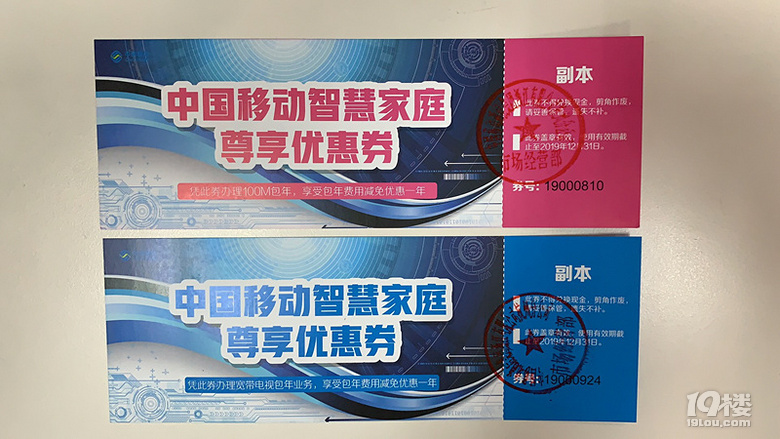 中国移动智慧家庭
尊享优惠券
凭此券办理100M包年，享受包年费用减免优惠一年
副本
此券不得兑换现金，剪角作废，
请妥善保管，遗失不补。
此券盖章有效，使用有效期截
止至2019年12月31日。
市场经营部
券号：19000810
中国移动智慧家庭
尊享优惠券
凭此券办理宽带电视包年业务，享受包年费用减免优惠一年
副本
此券不得兑换现金，剪角作废，
请妥善保管，遗失不补。
此券盖章有效，使用有效期截
止至2019年12月31日。
市场经营部
券号：19000924
19楼
19lou.com